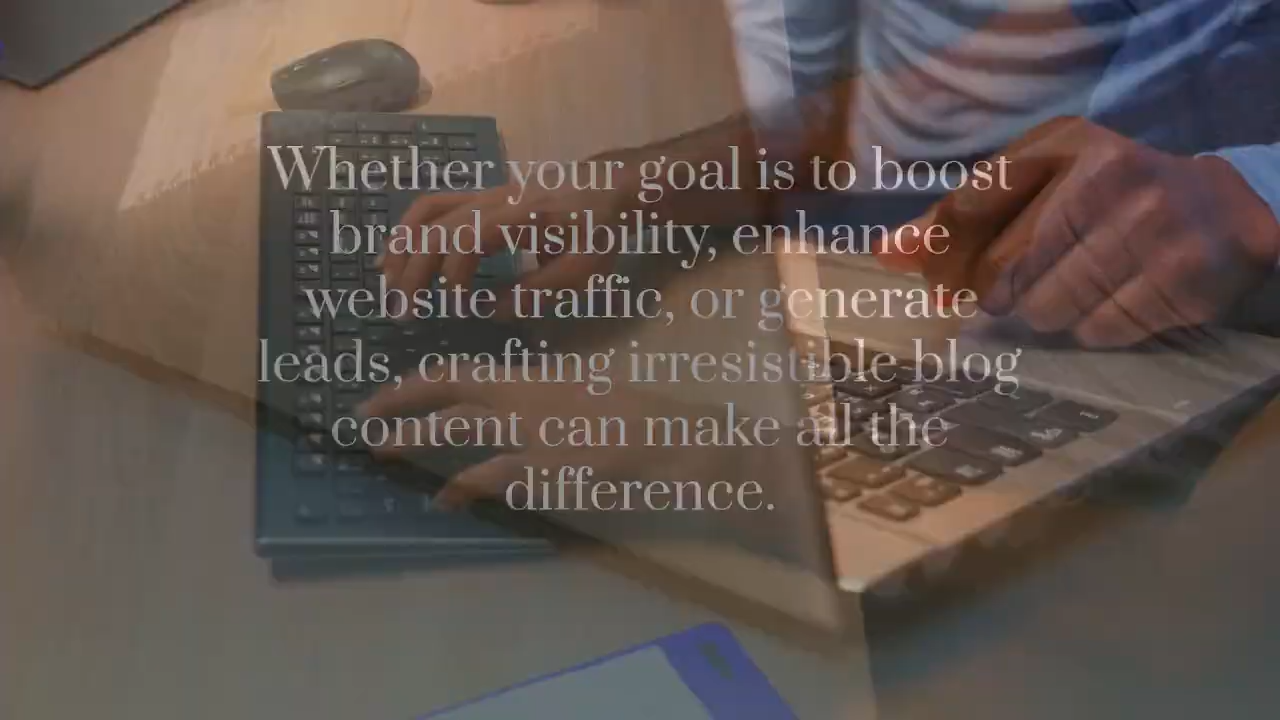 Whether your goal is to boost
brand visibility, enhance
website traffic, or generate
leads, crafting irresistible blog
content can make all the
difference.